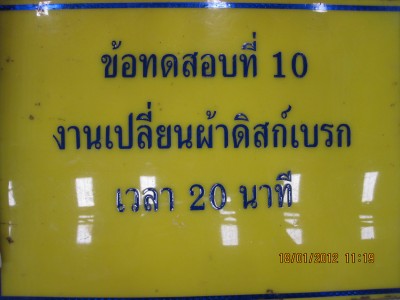 ข้อทดสอบที่ 10
งานเปลี่ยนผ้าดิสก์เบรก
เวลา 20 นาที
18/01/2012 11:19